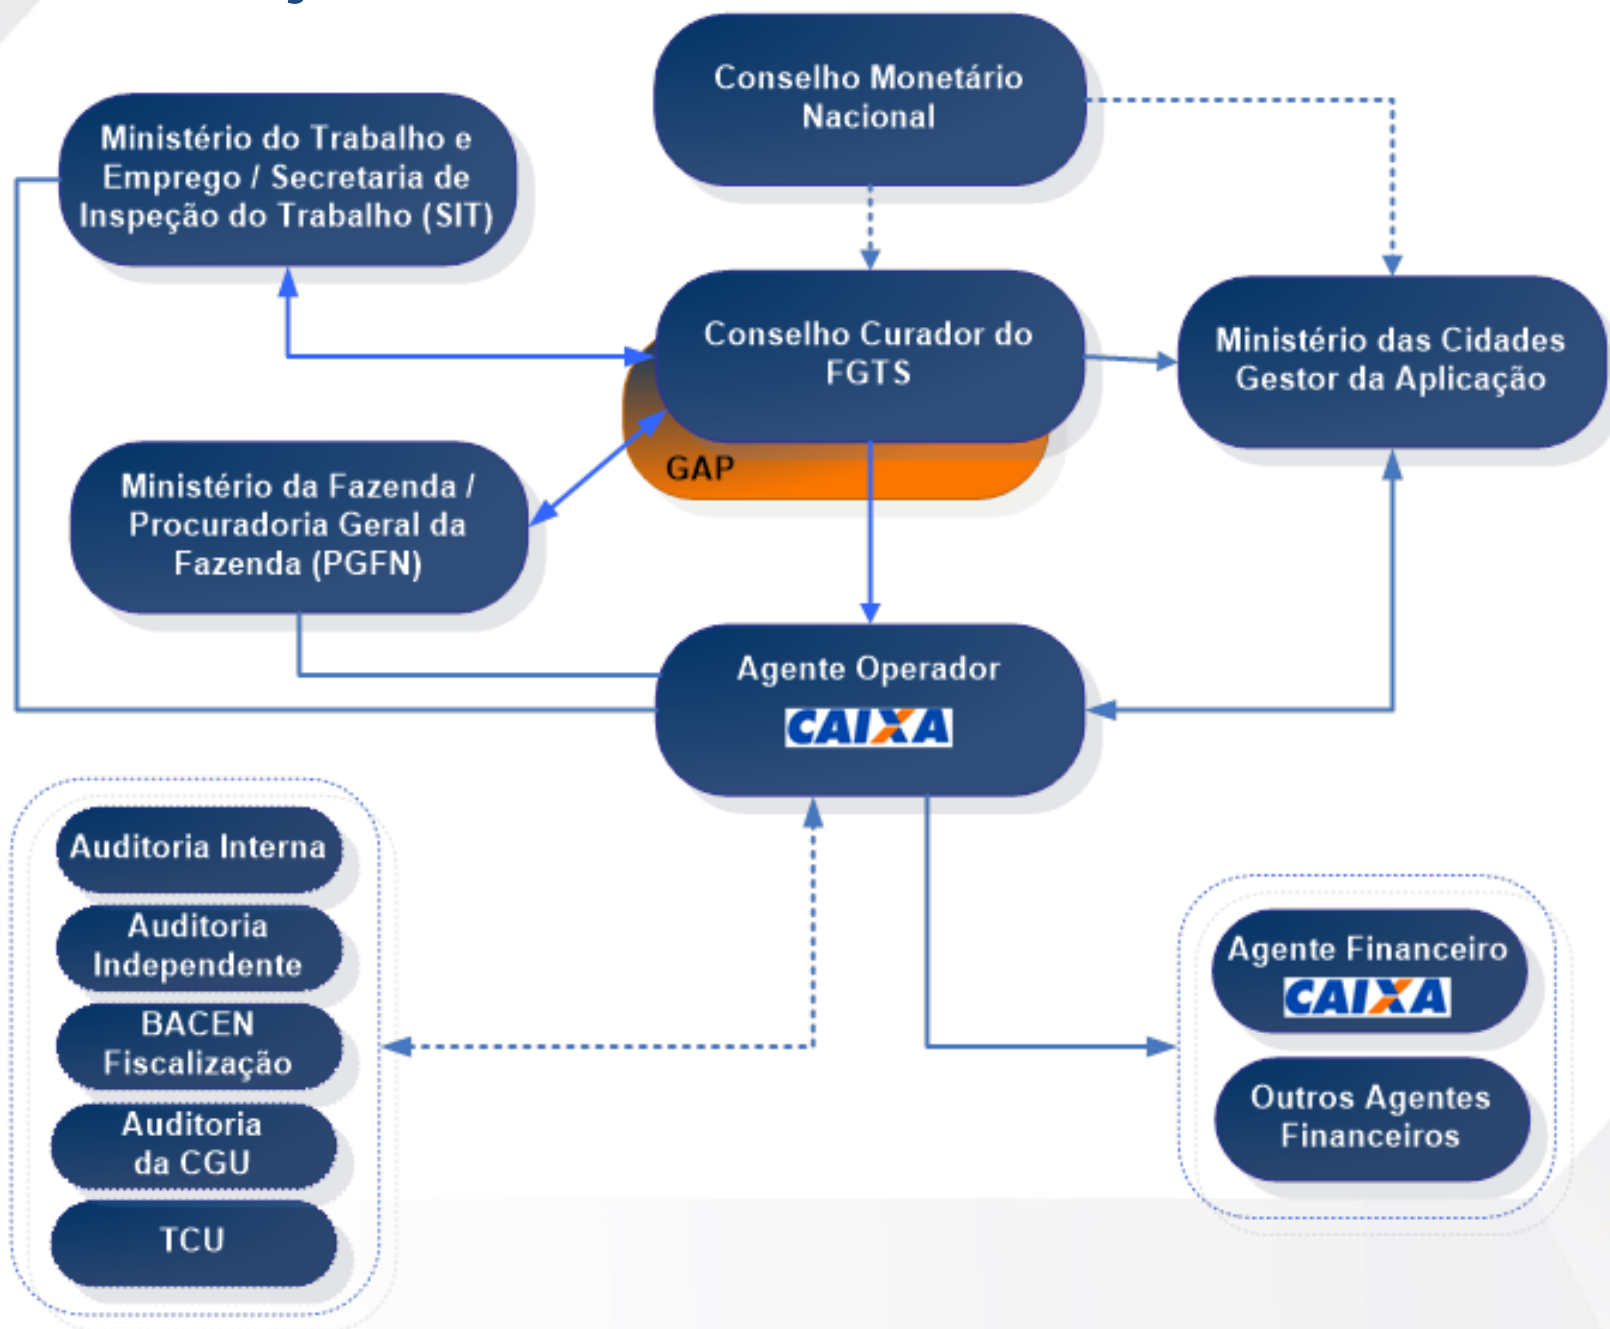 Conselho Monetário
Nacional
Ministério do Trabalho e
Emprego / Secretaria de
Inspeção do Trabalho (SIT)
Conselho Curador do
FGTS
GAP
Ministério das Cidades
Gestor da Aplicação
Ministério da Fazenda /
Procuradoria Geral da
Fazenda (PGFN)
Agente Operador
CAIXA
Auditoria Interna
Auditoria
Independente
BACEN
Fiscalização
Auditoria
da CGU
TCU
Agente Financeiro
CAIXA
Outros Agentes
Financeiros